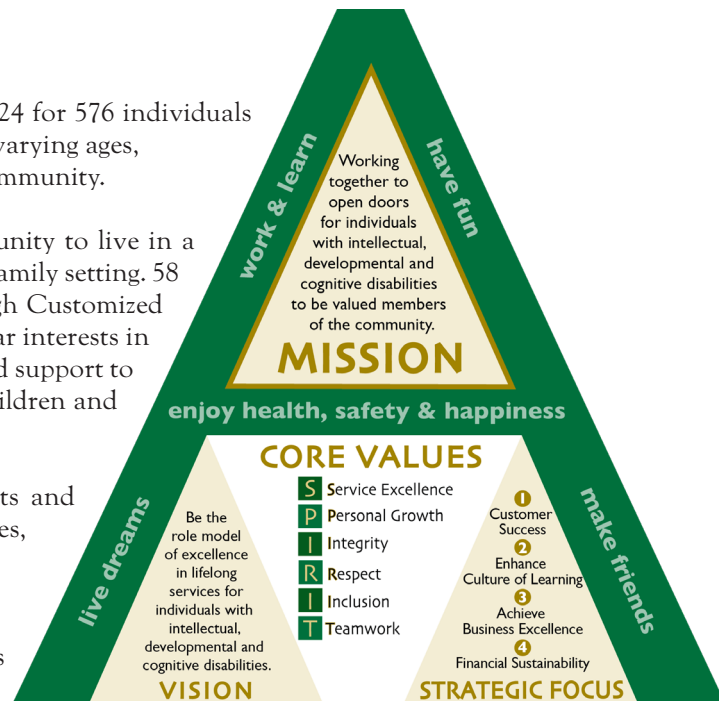 24 for 576 individuals
varying ages,
mmunity.
unity to live in a
amily setting. 58
gh Customized
ar interests in
d support to
ildren and
ts and
es,
s
work & learn
have fun
Working
together to
open doors
for individuals
with intellectual,
developmental and
cognitive disabilities
to be valued members
of the community.
MISSION
enjoy health, safety & happiness
live dreams
Be the
role model
of excellence
in lifelong
services for
individuals with
intellectual,
developmental and
cognitive disabilities.
VISION
CORE VALUES
S Service Excellence
P Personal Growth
I Integrity
R Respect
I Inclusion
T Teamwork
1
Customer
Success
2
Enhance
Culture of Learning
3
Achieve
Business Excellence
4
Financial Sustainability
STRATEGIC FOCUS
make friends